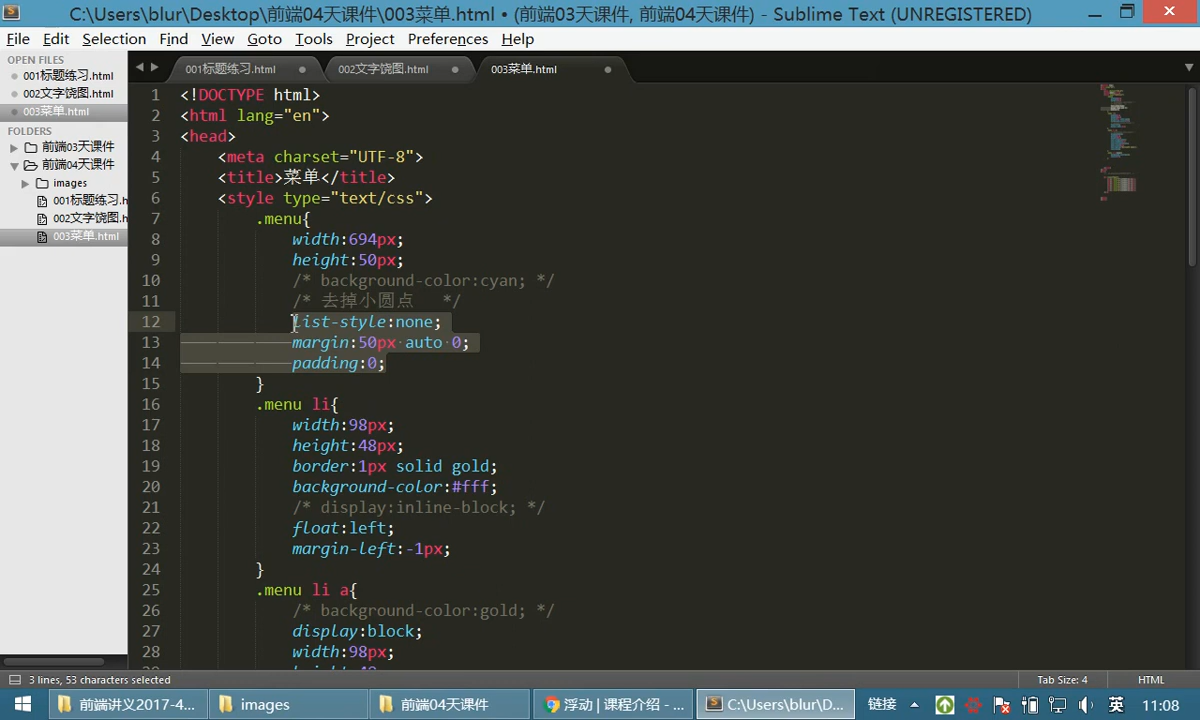 C:\Users\blur\Desktop\前端04天课件\003菜单.html • (前端03天课件, 前端04天课件) - Sublime Text (UNREGISTERED)
File Edit Selection Find View Goto Tools Project Preferences Help
OPEN FILES
001标题练习.html
002文字饶图.html
003菜单.html
FOLDERS
前端03天课件
前端04天课件
images
001标题练习.h
002文字饶图.h
003菜单.html
001标题练习.html 002文字饶图.html 003菜单.html
1 <!DOCTYPE html>
2 <html lang="en">
3 <head>
4 <meta charset="UTF-8">
5 <title>菜单</title>
6 <style type="text/css">
7 .menu{
8 width:694px;
9 height:50px;
10 /* background-color:cyan; */
11 /* 去掉小圆点 */
12 list-style:none;
13 margin:50px auto 0;
14 padding:0;
15 }
16 .menu li{
17 width:98px;
18 height:48px;
19 border:1px solid gold;
20 background-color:#fff;
21 /* display:inline-block; */
22 float:left;
23 margin-left:-1px;
24 }
25 .menu li a{
26 /* background-color:gold; */
27 display:block;
28 width:98px;
3 lines, 53 characters selected Tab Size: 4 HTML
前端讲义2017-4... images 前端04天课件 浮动 | 课程介绍 - ... C:\Users\blur\D... 链接 英 11:08